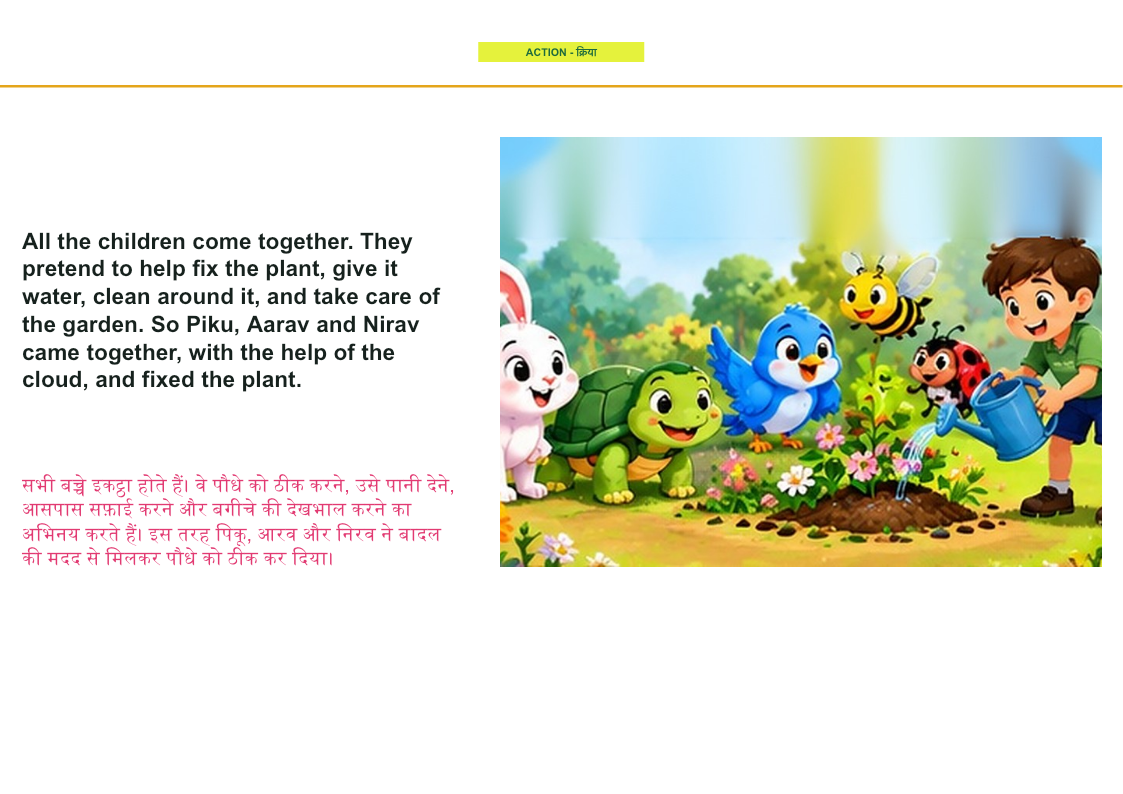 ACTION - क्रिया
All the children come together. They
pretend to help fix the plant, give it
water, clean around it, and take care of
the garden. So Piku, Aarav and Nirav
came together, with the help of the
cloud, and fixed the plant.
सभी बच्चे इकट्ठा होते हैं। वे पौधे को ठीक करने, उसे पानी देने,
आसपास सफ़ाई करने और बगीचे की देखभाल करने का
अभिनय करते हैं। इस तरह पिकू, आरव और निरव ने बादल
की मदद से मिलकर पौधे को ठीक कर दिया।